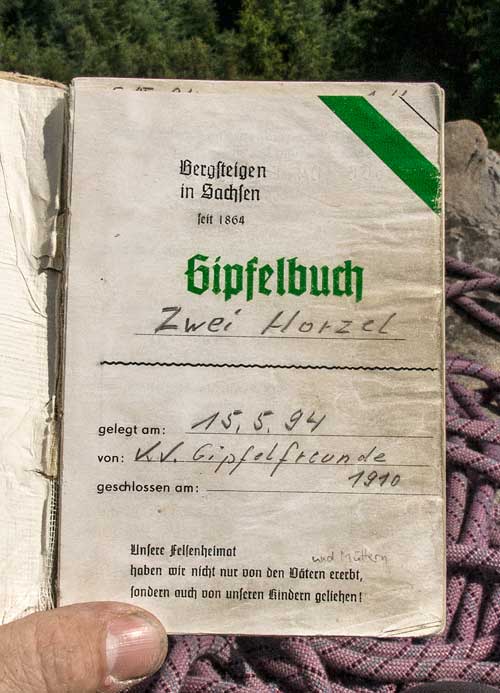 Bergsteigen
in Sachsen
seit 1864
Gipfelbuch
Zwei Horzel
gelegt am: 15.5.94
von: K.V. Gipfelfreunde
1910
geschlossen am:
Unsere Felsenheimat
und Müttern
haben wir nicht nur von den Vätern ererbt,
sondern auch von unseren Kindern geliehen!